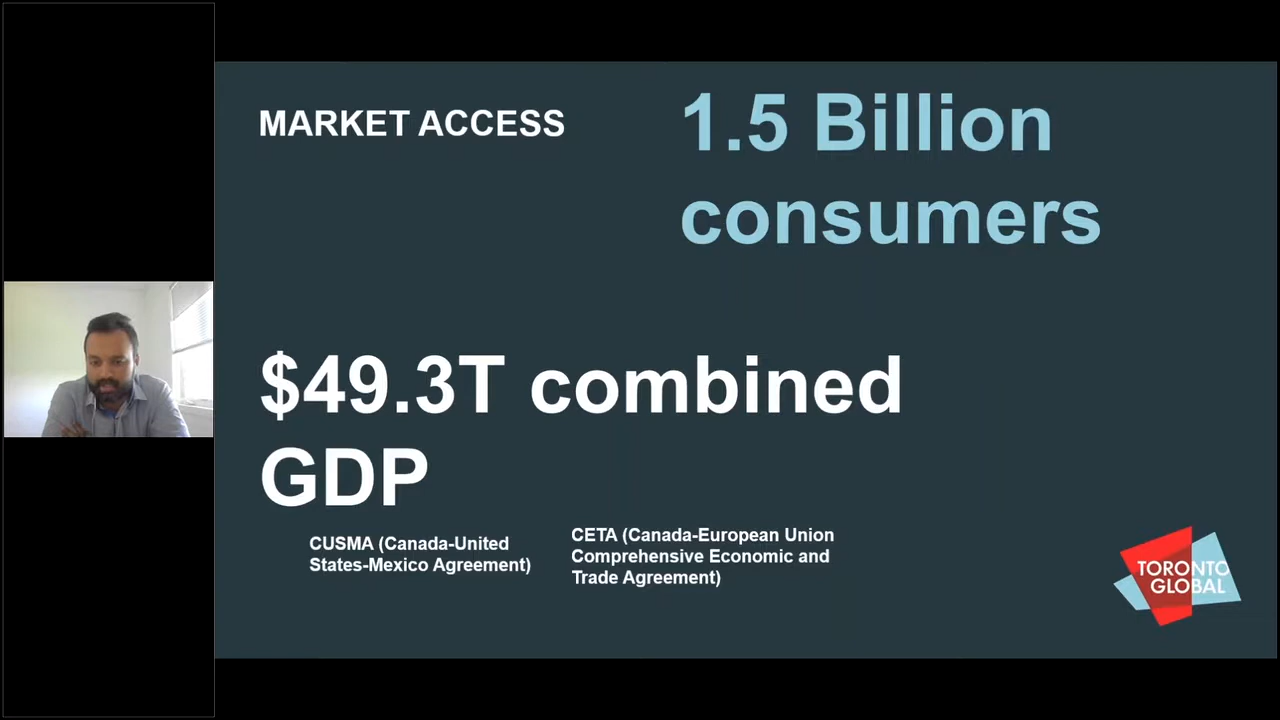 MARKET ACCESS
1.5 Billion
consumers
$49.3T combined
GDP
CUSMA (Canada-United
States-Mexico Agreement)
CETA (Canada-European Union
Comprehensive Economic and
Trade Agreement)
TORONTO
GLOBAL